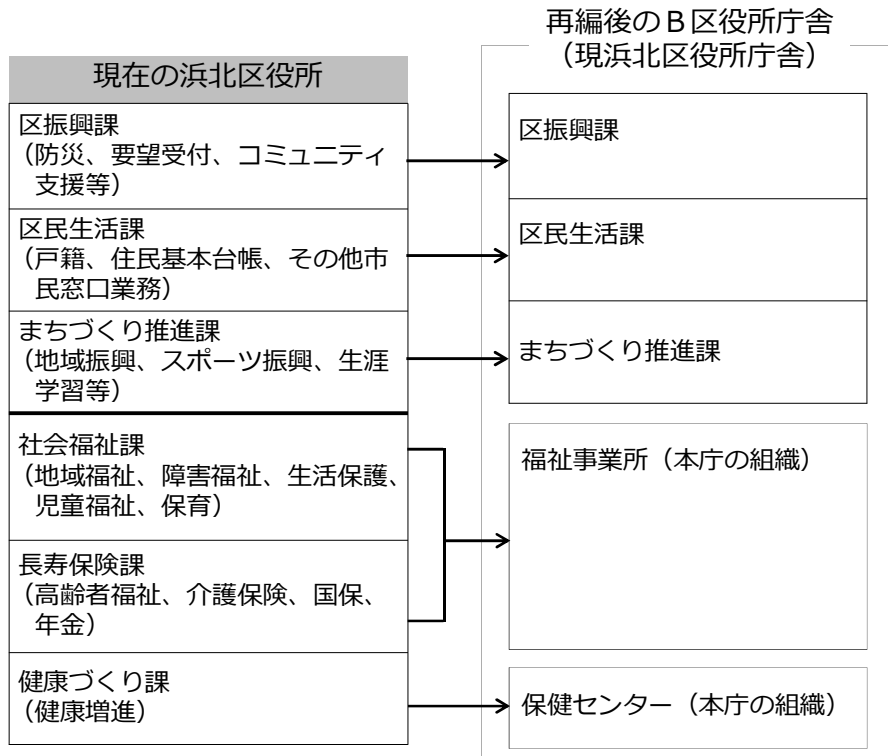 再編後のB区役所庁舎
（現浜北区役所庁舎）
現在の浜北区役所
区振興課
（防災、要望受付、コミュニティ
支援等）
区民生活課
（戸籍、住民基本台帳、その他市
民窓口業務）
まちづくり推進課
（地域振興、スポーツ振興、生涯
学習等）
社会福祉課
（地域福祉、障害福祉、生活保護、
児童福祉、保育）
長寿保険課
（高齢者福祉、介護保険、国保、
年金）
健康づくり課
（健康増進）
区振興課
区民生活課
まちづくり推進課
福祉事業所（本庁の組織）
保健センター（本庁の組織）